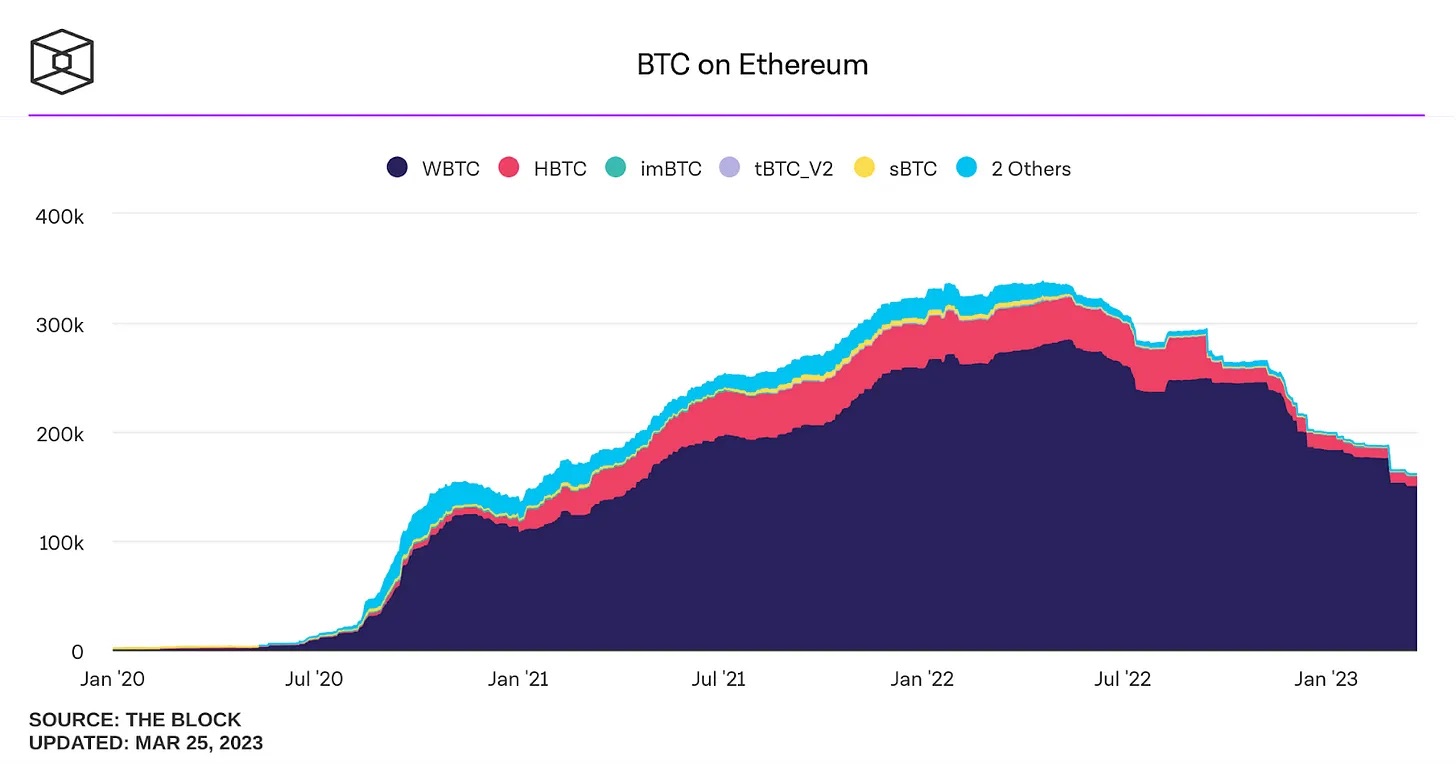 BTC on Ethereum
WBTC HBTC imBTC tBTC_V2 sBTC 2 Others
400k
300k
200k
100k
0
Jan '20 Jul '20 Jan '21 Jul '21 Jan '22 Jul '22 Jan '23
SOURCE: THE BLOCK
UPDATED: MAR 25, 2023